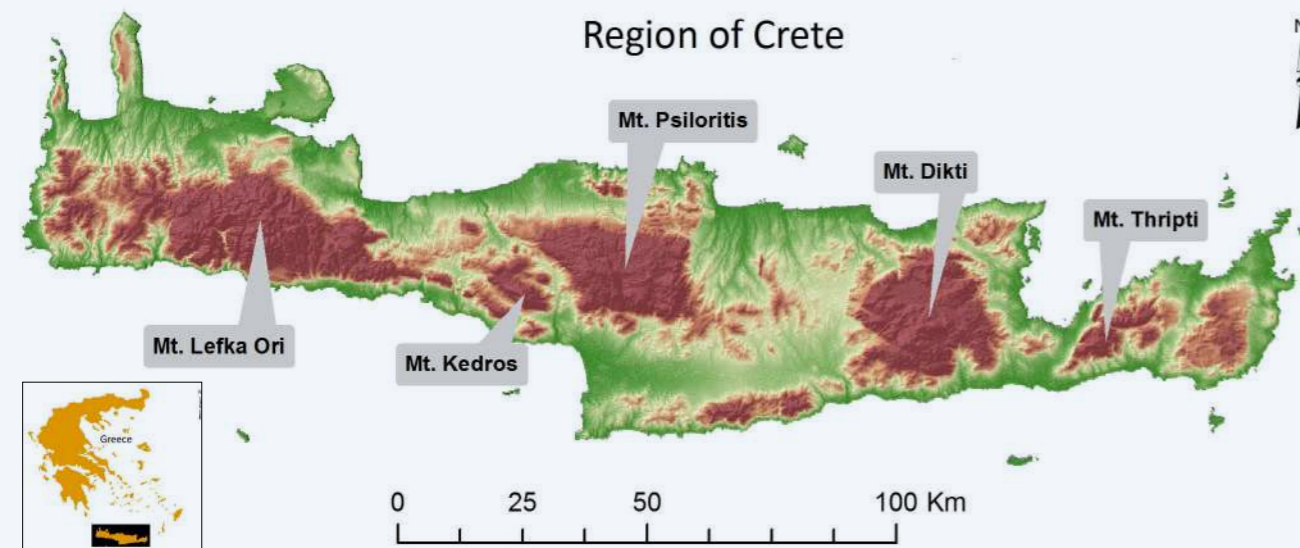 Region of Crete
N
Mt. Psiloritis
Mt. Dikti
Mt. Thripti
Mt. Lefka Ori
Mt. Kedros
Greece
0 25 50 100 Km